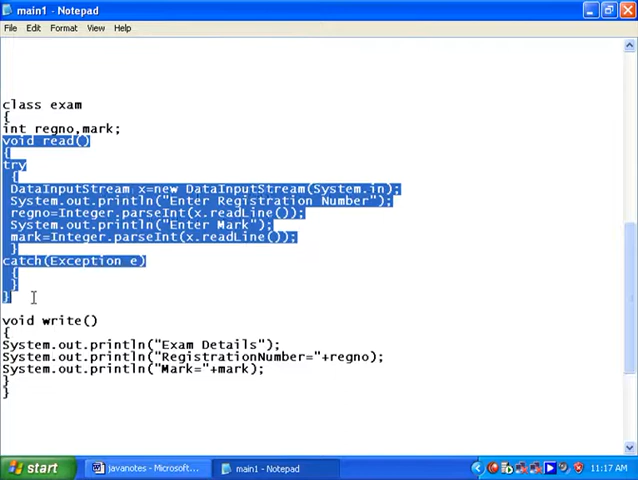 main1 - Notepad
File Edit Format View Help
class exam
{
int regno,mark;
void read()
{
try
{
DataInputStream x=new DataInputStream(System.in);
System.out.println("Enter Registration Number");
regno=Integer.parseInt(x.readLine());
System.out.println("Enter Mark");
mark=Integer.parseInt(x.readLine());
}
catch(Exception e)
{
}
}
void write()
{
System.out.println("Exam Details");
System.out.println("RegistrationNumber="+regno);
System.out.println("Mark="+mark);
}
}
start javanotes - Microsoft... main1 - Notepad 11:17 AM